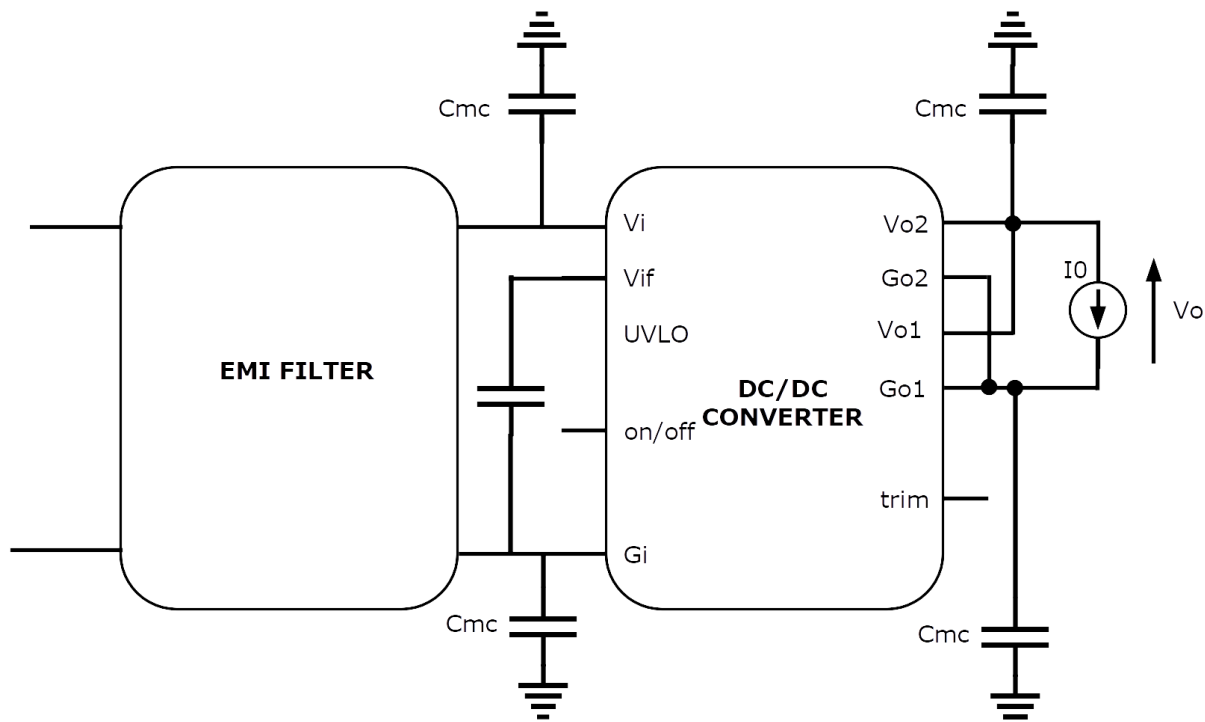 Cmc
Cmc
Vi
Vo2
Vif
Go2
I0
Vo
UVLO
Vo1
EMI FILTER
DC/DC
CONVERTER
Go1
on/off
trim
Gi
Cmc
Cmc